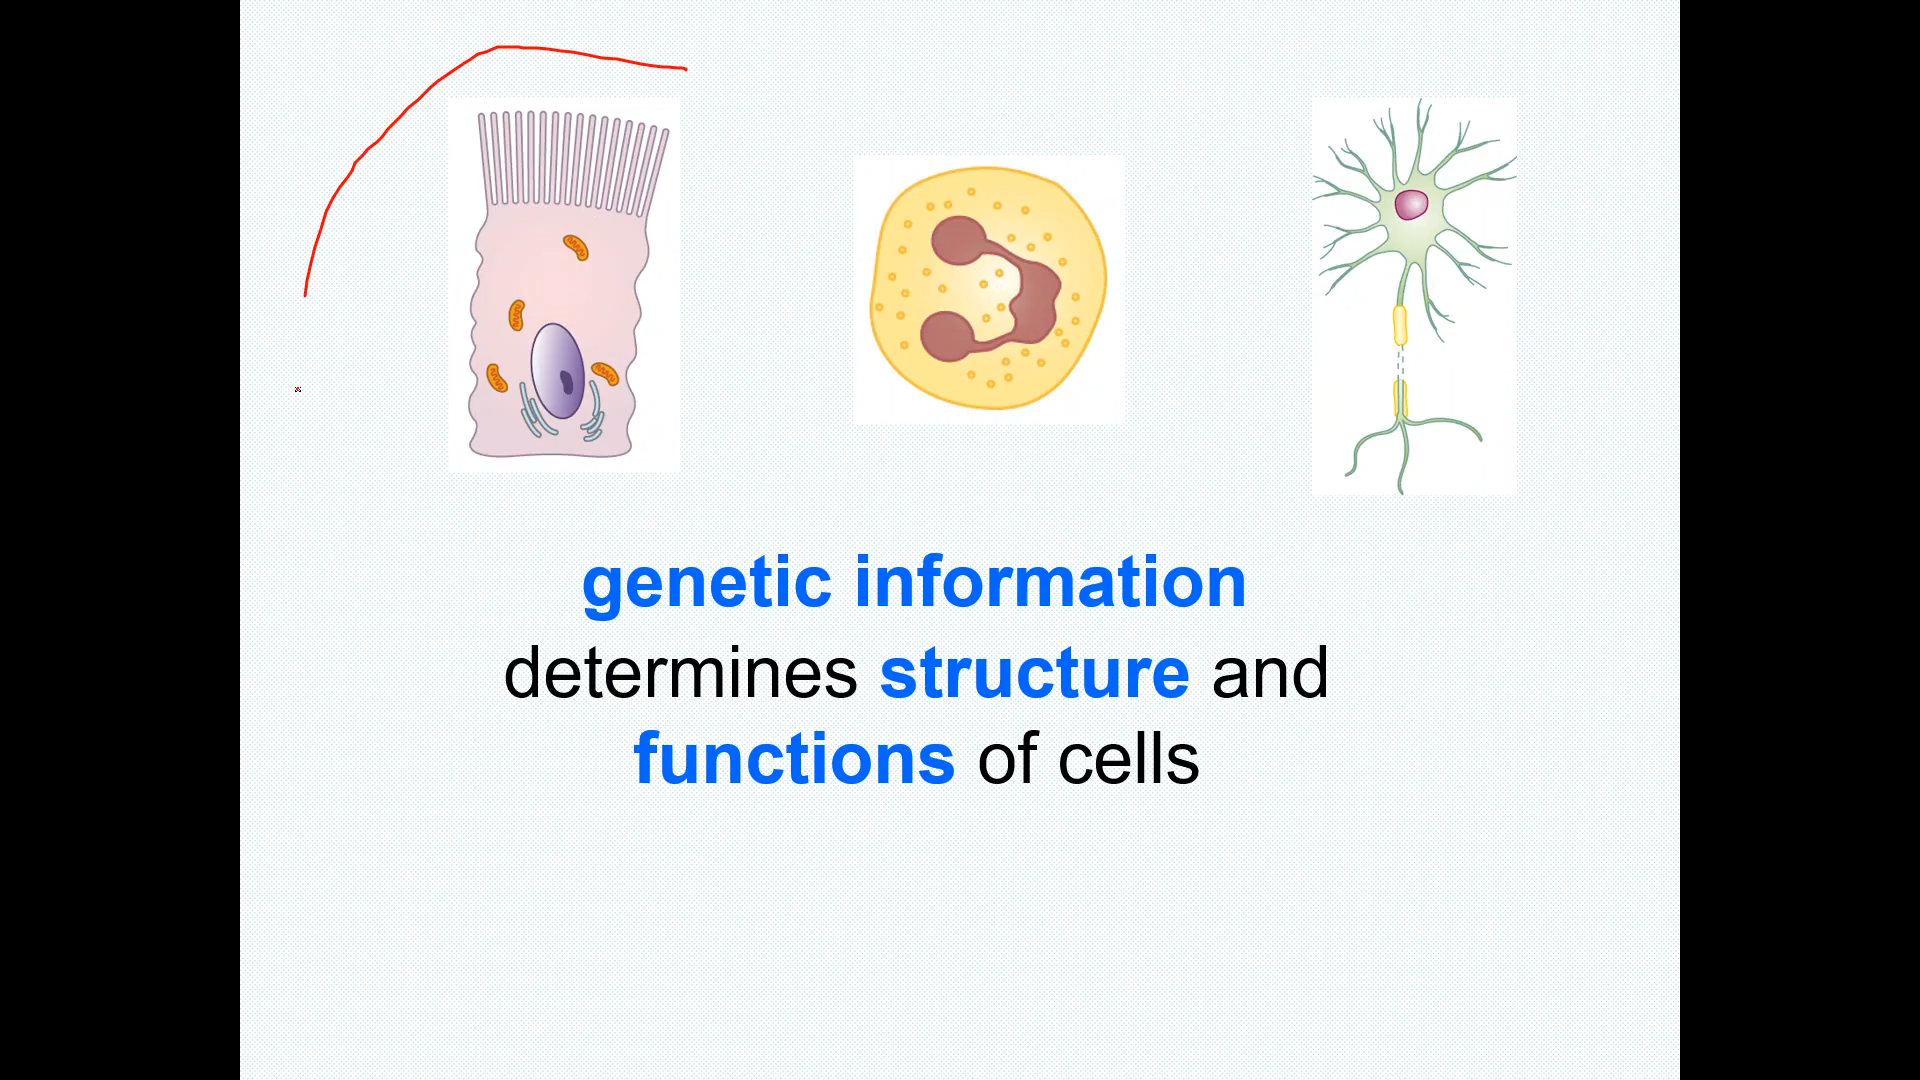 genetic information
determines structure and
functions of cells